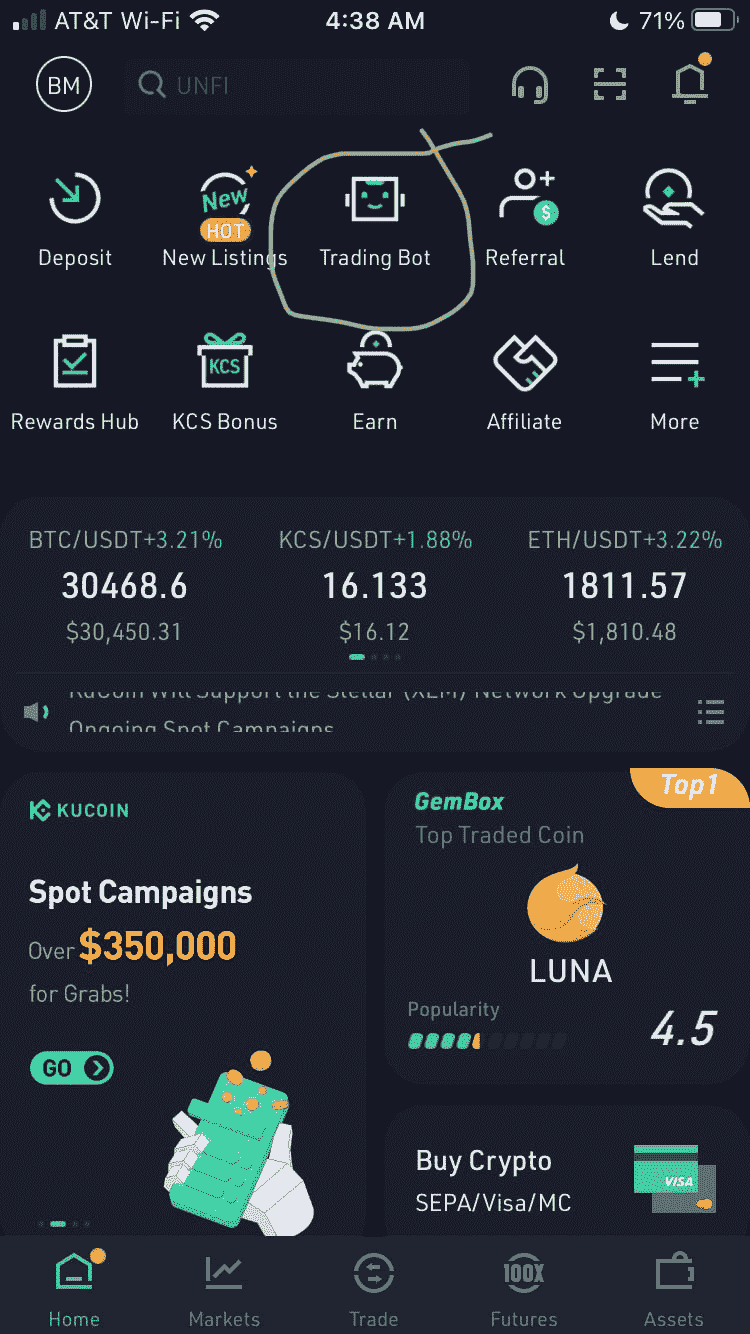 AT&T Wi-Fi 4:38 AM 71%
BM UNFI
New
HOT
$
Deposit New Listings Trading Bot Referral Lend
KCS
Rewards Hub KCS Bonus Earn Affiliate More
BTC/USDT+3.21% KCS/USDT+1.88% ETH/USDT+3.22%
30468.6 16.133 1811.57
$30,450.31 $16.12 $1,810.48
KuCoin Will Support the Stellar (XLM) Network Upgrade
Ongoing Spot Campaigns
KUCOIN
Spot Campaigns
Over $350,000
for Grabs!
GO
Top1
GemBox
Top Traded Coin
LUNA
Popularity
4.5
Buy Crypto
SEPA/Visa/MC
VISA
100X
Home Markets Trade Futures Assets